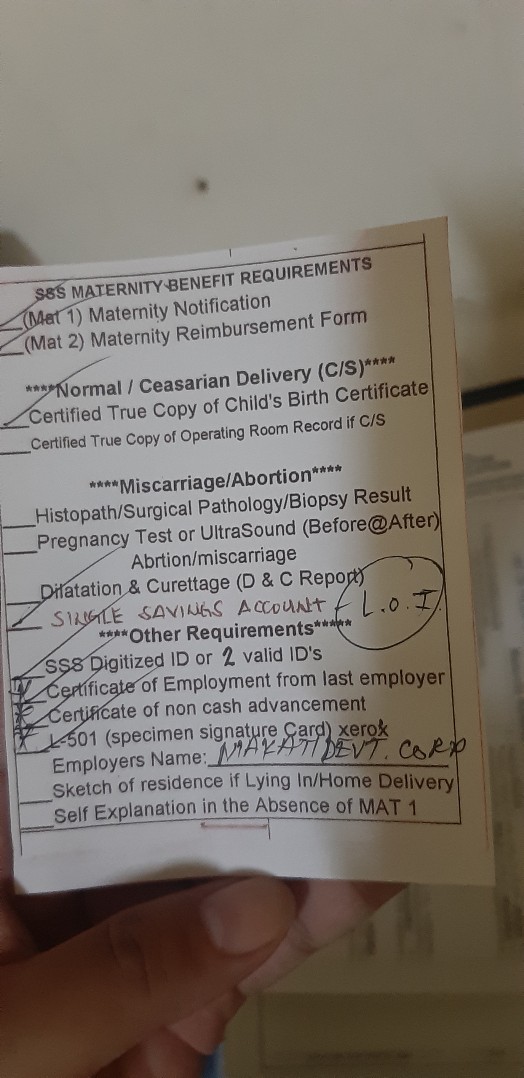 SSS MATERNITY BENEFIT REQUIREMENTS
(Mat 1) Maternity Notification
(Mat 2) Maternity Reimbursement Form
****Normal / Ceasarian Delivery (C/S)****
Certified True Copy of Child's Birth Certificate
Certified True Copy of Operating Room Record if C/S
****Miscarriage/Abortion****
Histopath/Surgical Pathology/Biopsy Result
Pregnancy Test or UltraSound (Before@After)
Abrtion/miscarriage
Dilatation & Curettage (D & C Report)
SINGLE SAVINGS ACCOUNT - L.O.I.
****Other Requirements*****
SSS Digitized ID or 2 valid ID's
Certificate of Employment from last employer
Certificate of non cash advancement
L-501 (specimen signature Card) xerox
Employers Name: MAKATI DEVT. CORP
Sketch of residence if Lying In/Home Delivery
Self Explanation in the Absence of MAT 1